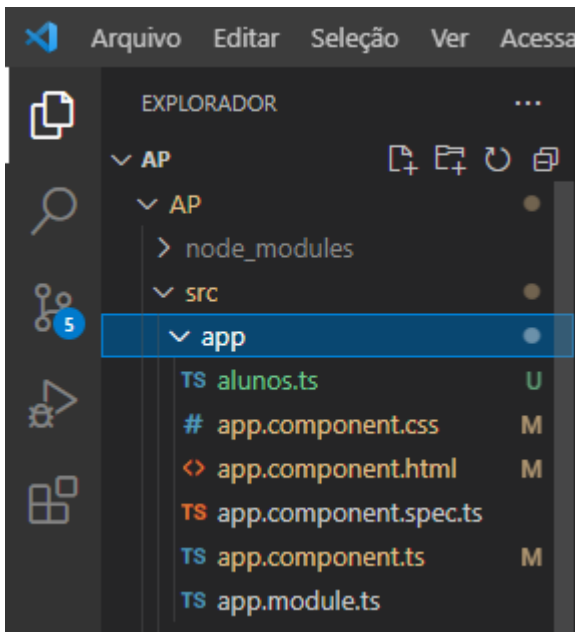 Arquivo Editar Seleção Ver Acessa
EXPLORADOR ...
AP
AP
node_modules
src
5
app
TS alunos.ts U
# app.component.css M
<> app.component.html M
TS app.component.spec.ts
TS app.component.ts M
TS app.module.ts